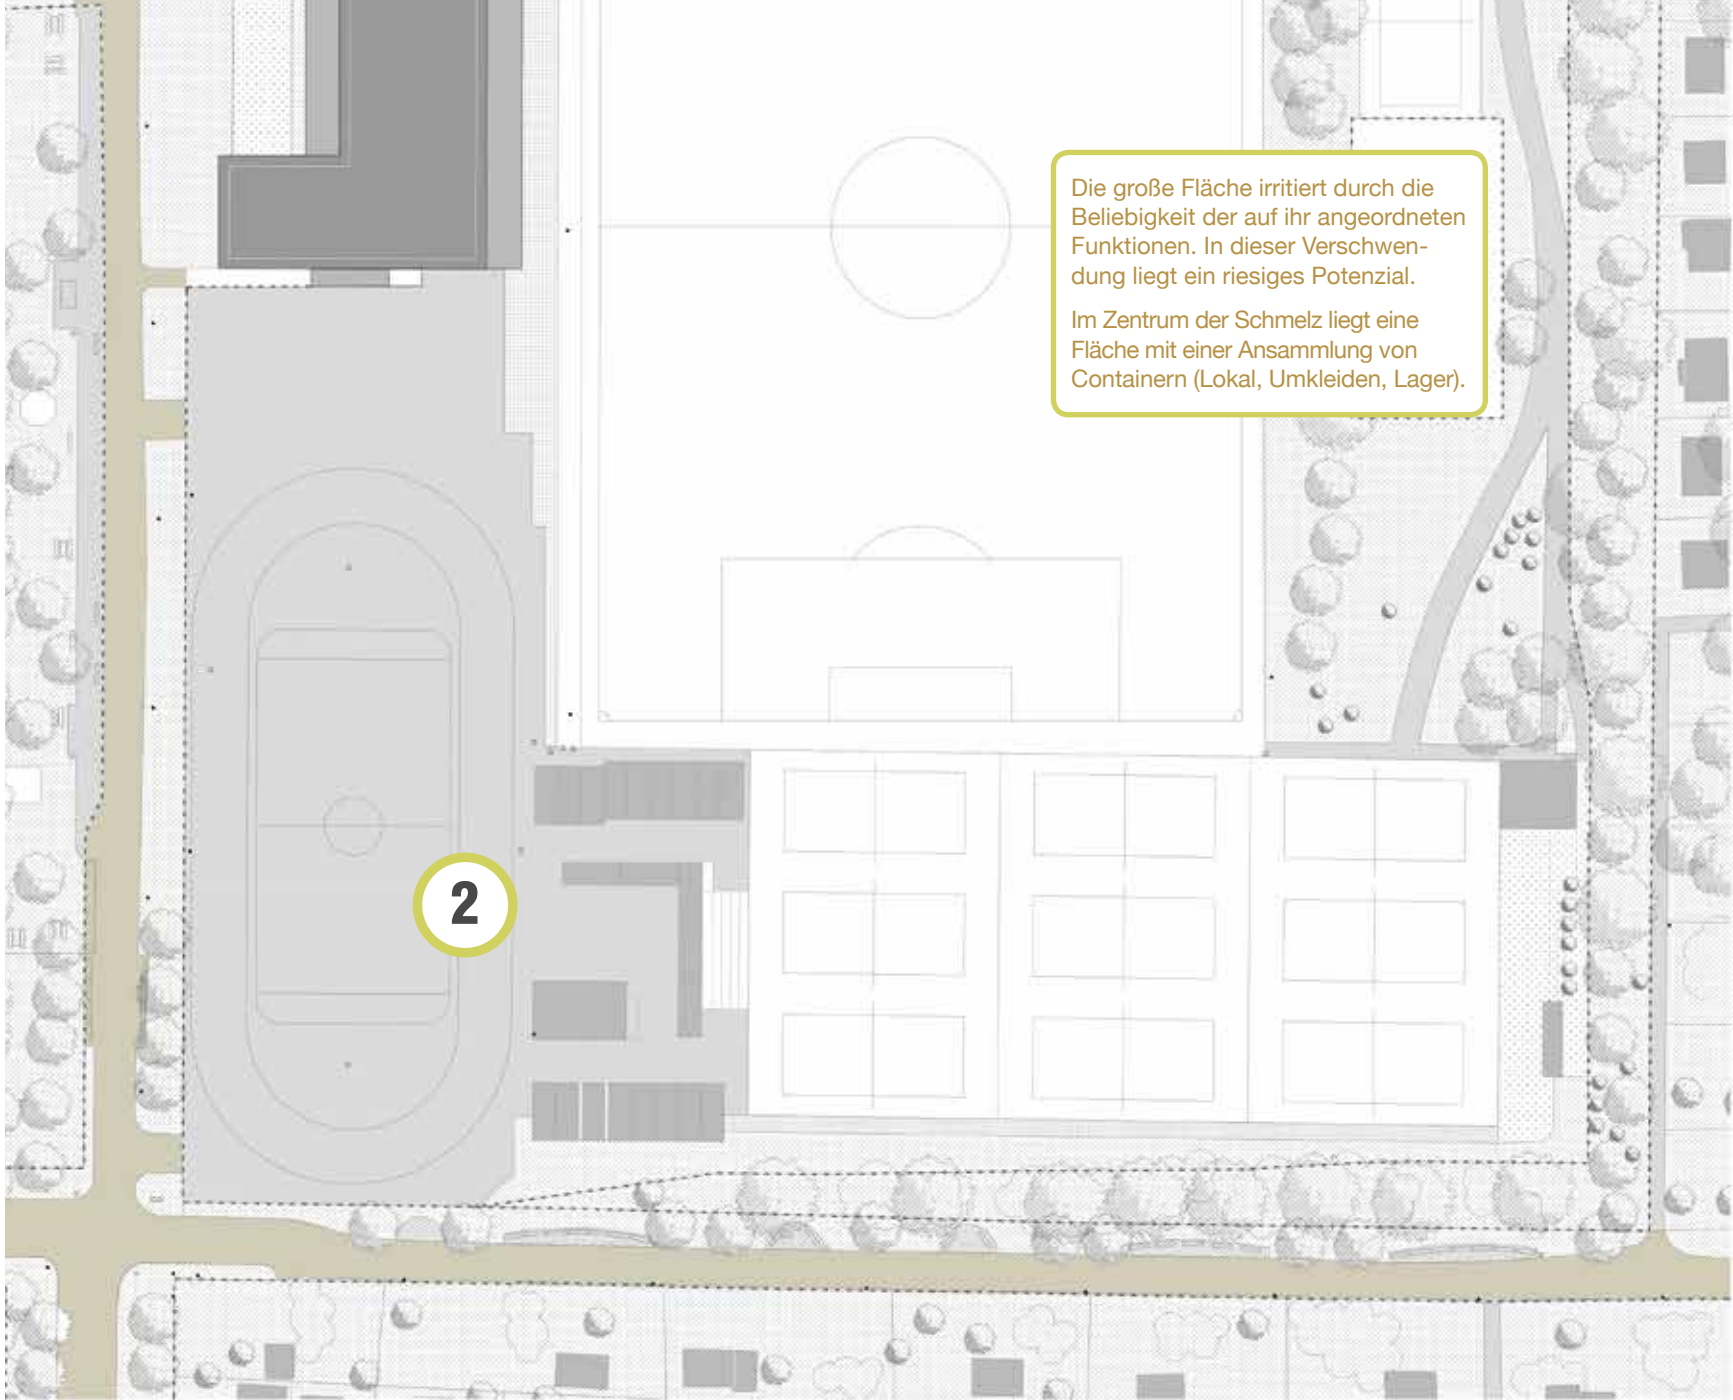 Die große Fläche irritiert durch die
Beliebigkeit der auf ihr angeordneten
Funktionen. In dieser Verschwen-
dung liegt ein riesiges Potenzial.
Im Zentrum der Schmelz liegt eine
Fläche mit einer Ansammlung von
Containern (Lokal, Umkleiden, Lager).
2